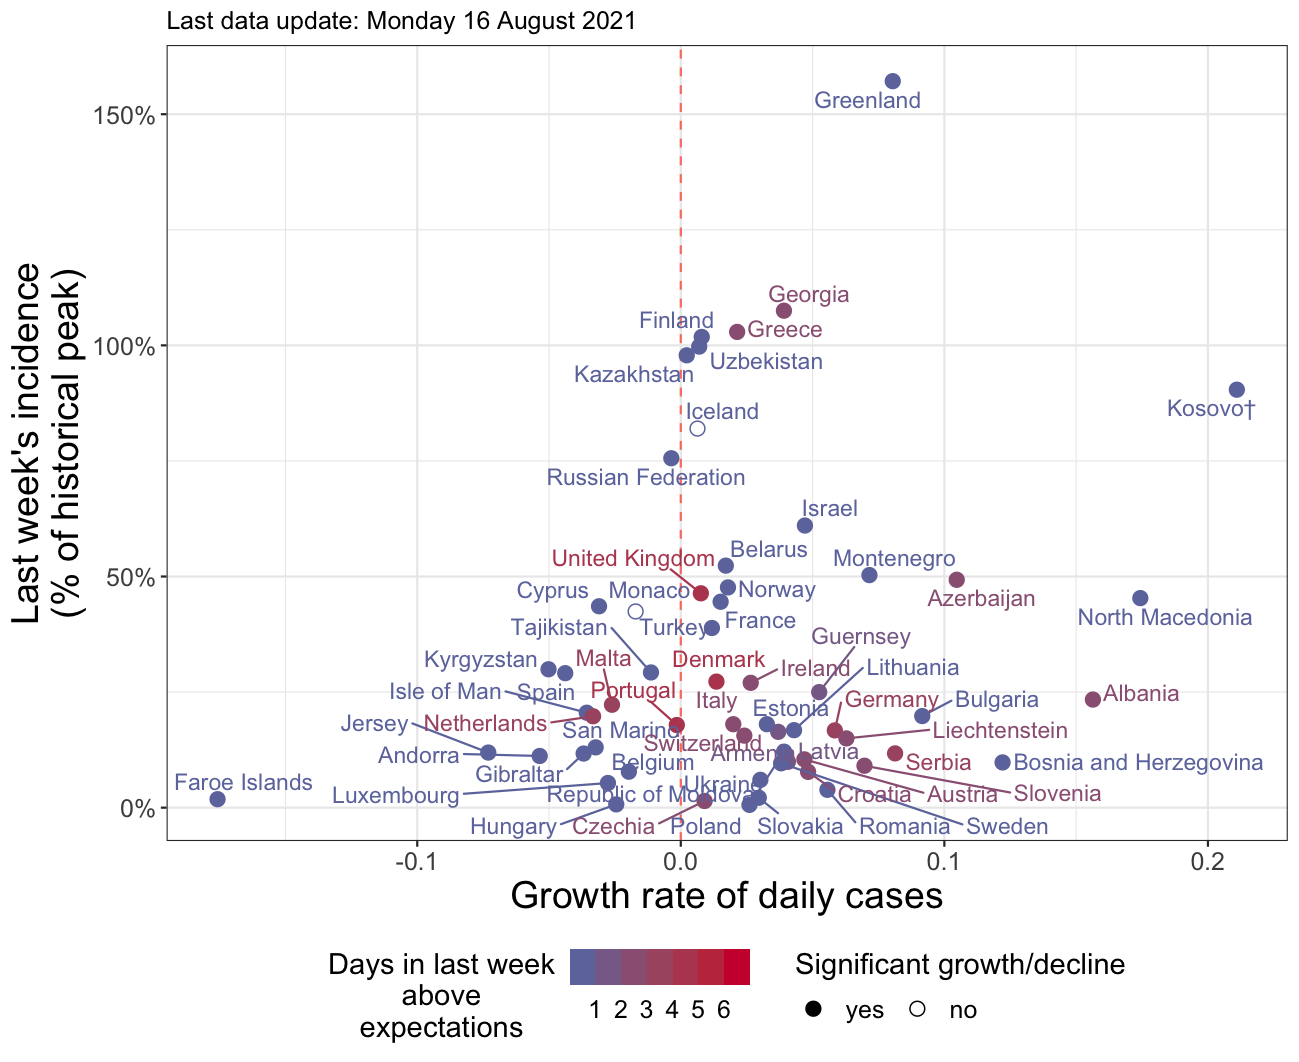 Last data update: Monday 16 August 2021
Last week's incidence
(% of historical peak)
150%
100%
50%
0%
Greenland
Georgia
Finland
Greece
Uzbekistan
Kazakhstan
Kosovo†
Iceland
Russian Federation
Israel
Belarus
United Kingdom
Montenegro
Cyprus
Monaco
Norway
Azerbaijan
North Macedonia
Tajikistan
Turkey
France
Guernsey
Kyrgyzstan
Malta
Denmark
Ireland
Lithuania
Isle of Man
Spain
Portugal
Italy
Estonia
Germany
Bulgaria
Albania
Jersey
Netherlands
San Marino
Switzerland
Liechtenstein
Andorra
Gibraltar
Belgium
Armenia
Latvia
Serbia
Bosnia and Herzegovina
Faroe Islands
Luxembourg
Republic of Moldova
Ukraine
Croatia
Austria
Slovenia
Hungary
Czechia
Poland
Slovakia
Romania
Sweden
-0.1
0.0
0.1
0.2
Growth rate of daily cases
Days in last week
above
expectations
1 2 3 4 5 6
Significant growth/decline
yes
no